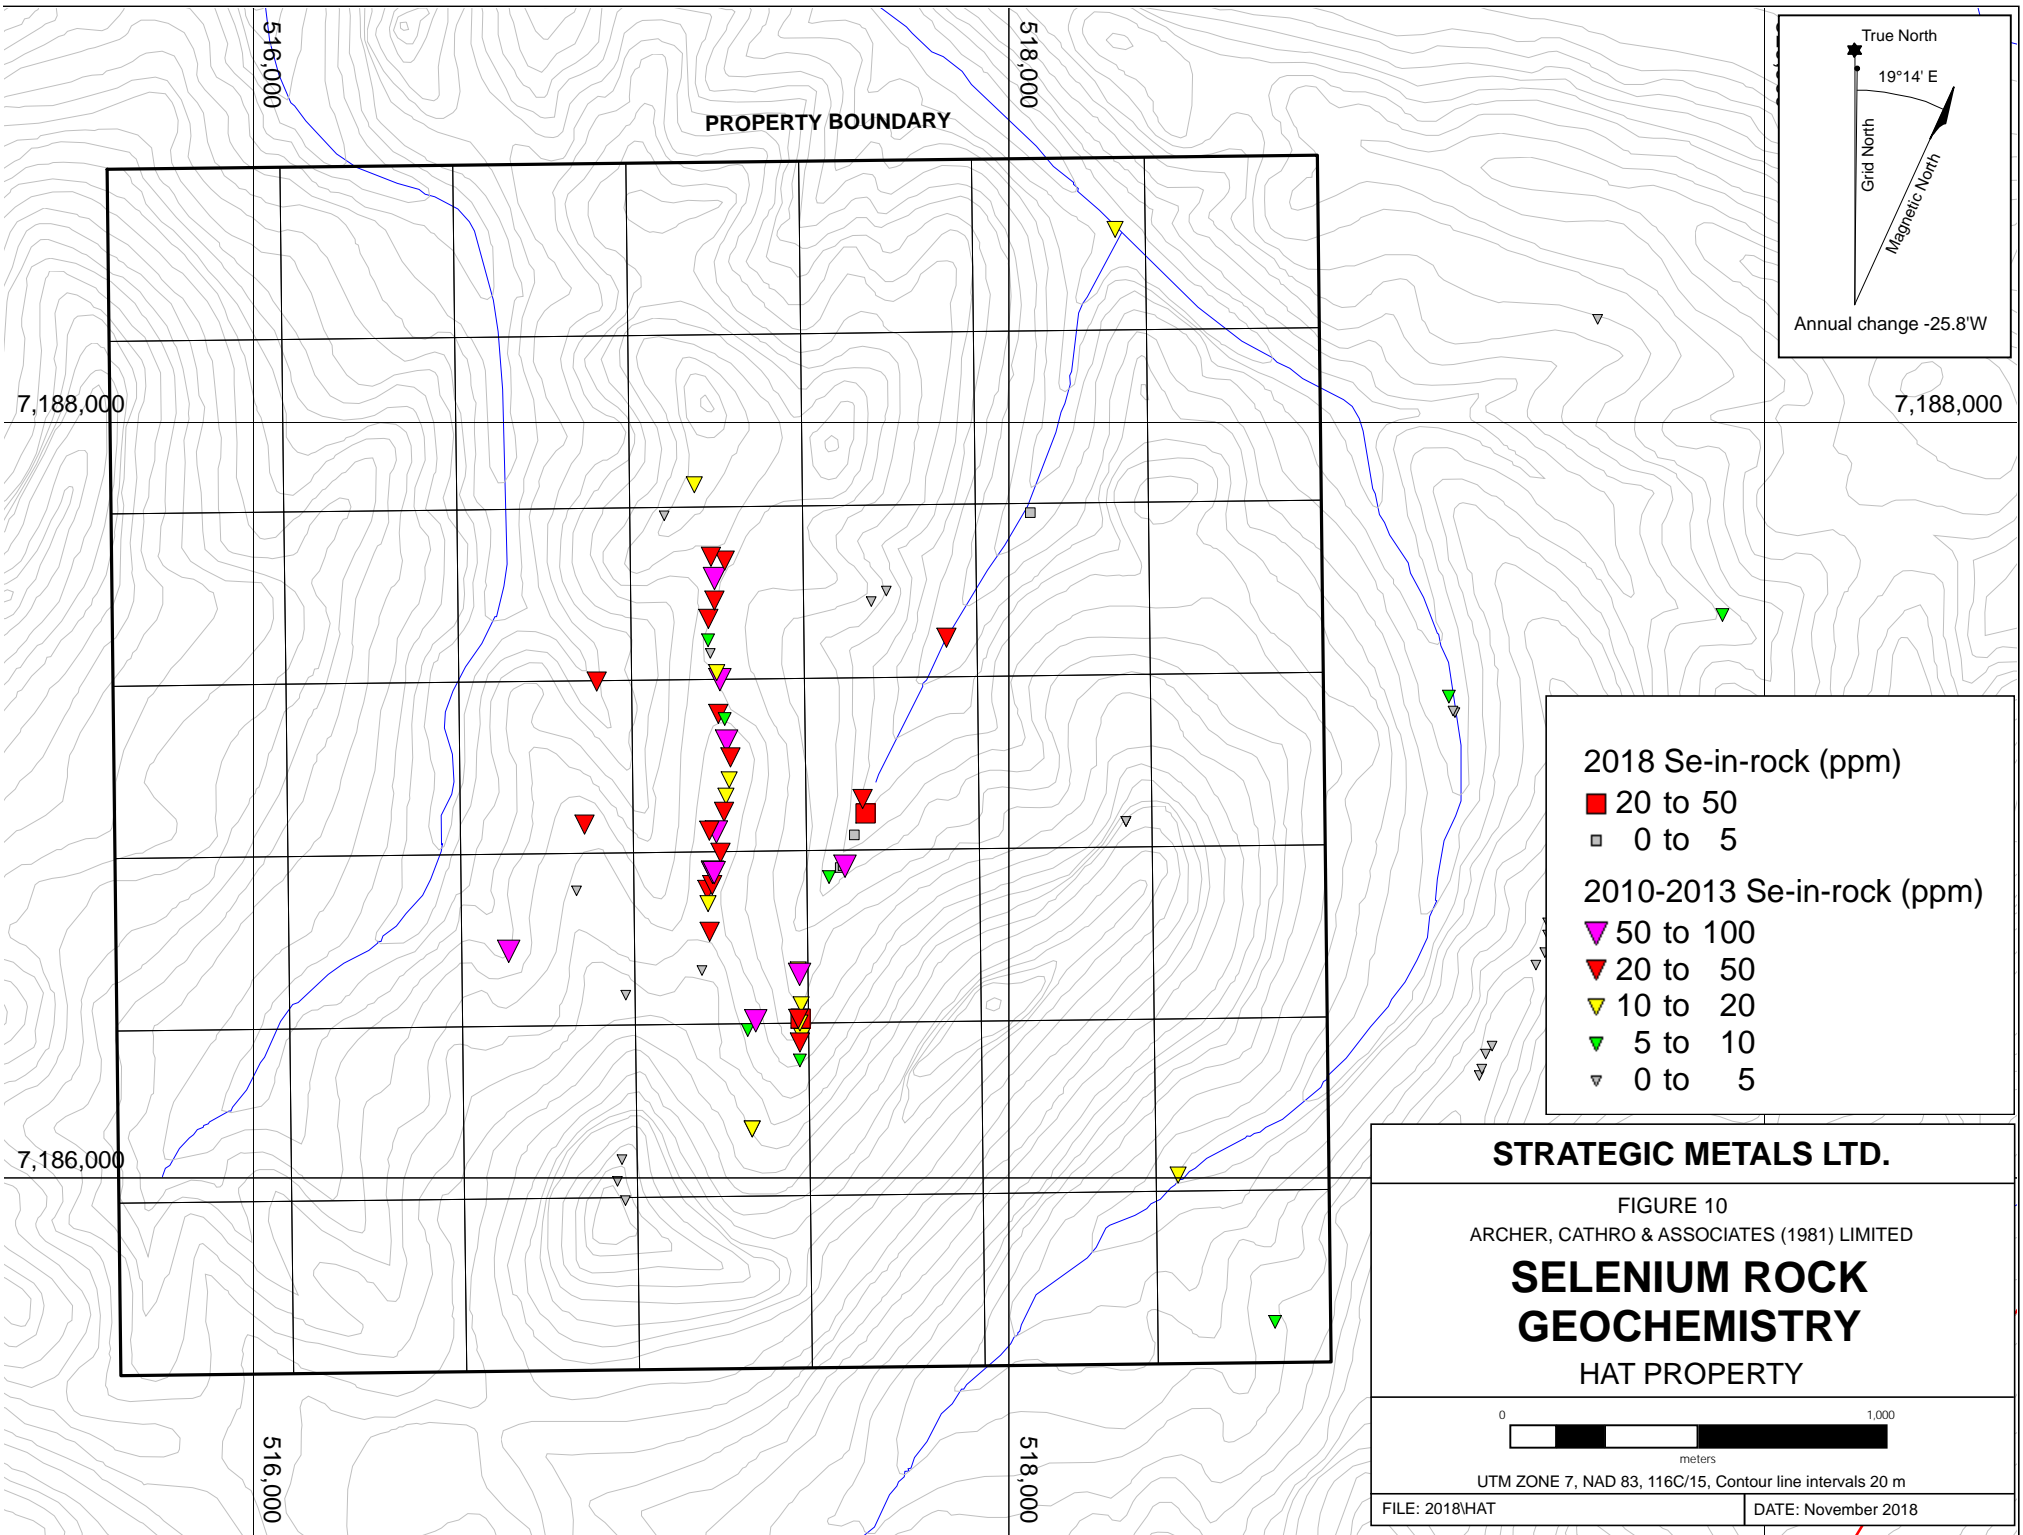 516,000
518,000
True North
19°14' E
Grid North
Magnetic North
Annual change -25.8'W
PROPERTY BOUNDARY
7,188,000
7,188,000
2018 Se-in-rock (ppm)
20 to 50
0 to 5
2010-2013 Se-in-rock (ppm)
50 to 100
20 to 50
10 to 20
5 to 10
0 to 5
7,186,000
STRATEGIC METALS LTD.
FIGURE 10
ARCHER, CATHRO & ASSOCIATES (1981) LIMITED
SELENIUM ROCK
GEOCHEMISTRY
HAT PROPERTY
0 1,000
meters
UTM ZONE 7, NAD 83, 116C/15, Contour line intervals 20 m
FILE: 2018\HAT
DATE: November 2018
516,000
518,000